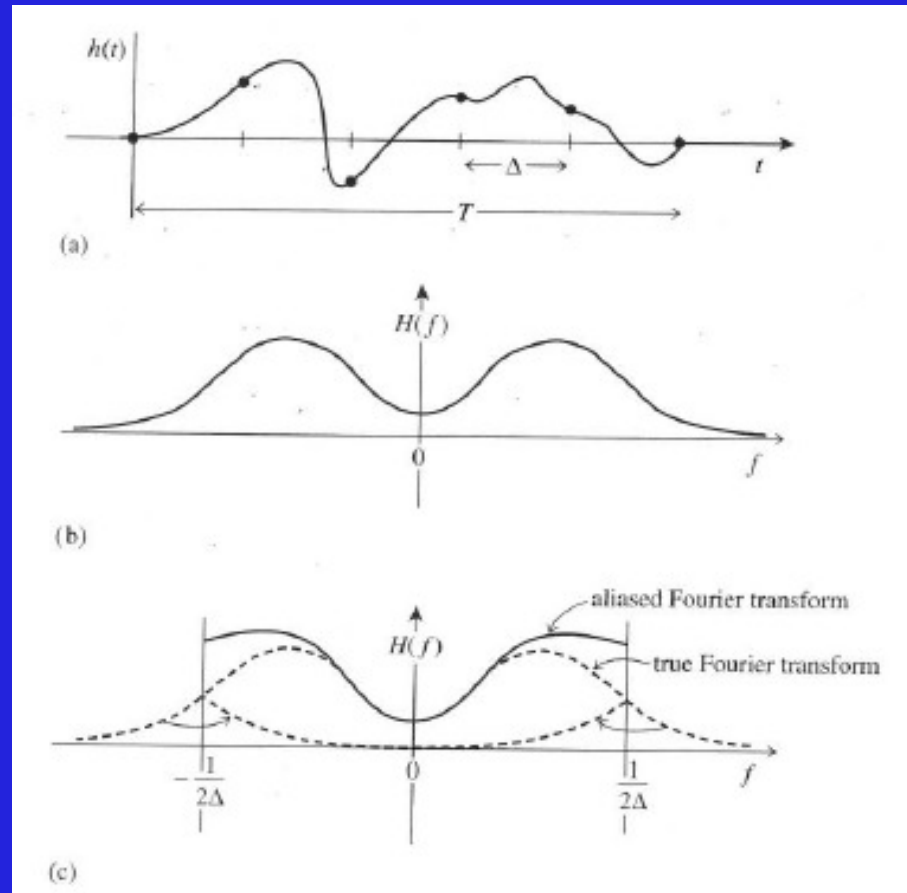 h(t)
Δ
t
T
(a)
H(f)
0
f
(b)
aliased Fourier transform
H(f)
true Fourier transform
-1/2Δ
0
1/2Δ
f
(c)